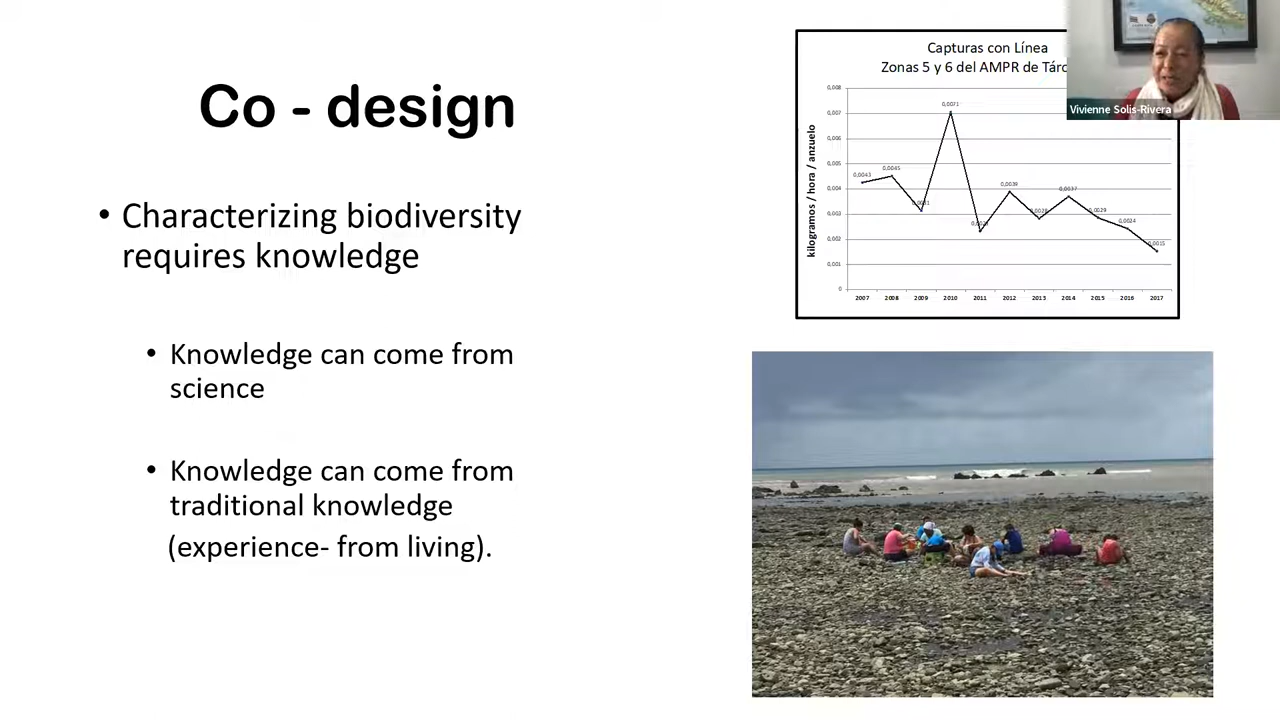 Co - design
• Characterizing biodiversity
requires knowledge
• Knowledge can come from
science
• Knowledge can come from
traditional knowledge
(experience- from living).
Capturas con Línea
Zonas 5 y 6 del AMPR de Tárc
kilogramos / hora / anzuelo
0,008
0,007
0,006
0,005
0,004
0,003
0,002
0,001
0
0,0043
0,0045
0,0071
0,0039
0,0037
0,0029
0,0024
0,0015
2007 2008 2009 2010 2011 2012 2013 2014 2015 2016 2017
Vivienne Solis-Rivera